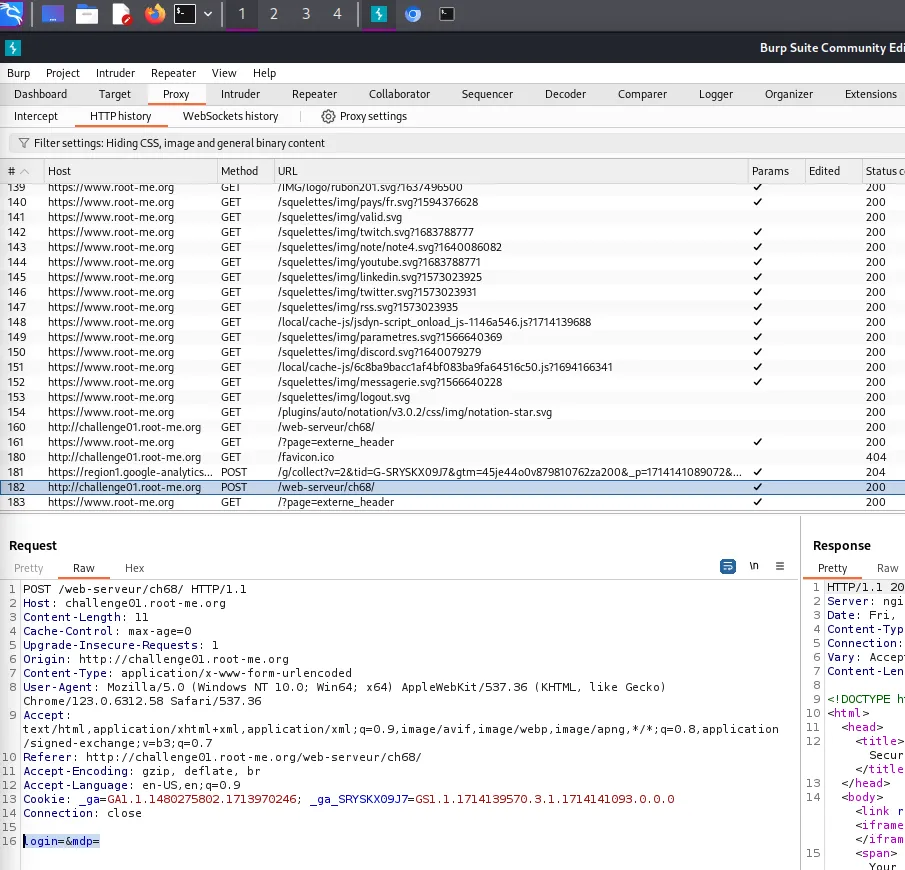 1 2 3 4
Burp Suite Community Edi
Burp Project Intruder Repeater View Help
Dashboard Target Proxy Intruder Repeater Collaborator Sequencer Decoder Comparer Logger Organizer Extensions
Intercept HTTP history WebSockets history Proxy settings
Filter settings: Hiding CSS, image and general binary content
# Host Method URL Params Edited Status c
139 https://www.root-me.org GET /IMG/logo/rubon201.svg?1637496500 ✓ 200
140 https://www.root-me.org GET /squelettes/img/pays/fr.svg?1594376628 ✓ 200
141 https://www.root-me.org GET /squelettes/img/valid.svg 200
142 https://www.root-me.org GET /squelettes/img/twitch.svg?1683788777 ✓ 200
143 https://www.root-me.org GET /squelettes/img/note/note4.svg?1640086082 ✓ 200
144 https://www.root-me.org GET /squelettes/img/youtube.svg?1683788771 ✓ 200
145 https://www.root-me.org GET /squelettes/img/linkedin.svg?1573023925 ✓ 200
146 https://www.root-me.org GET /squelettes/img/twitter.svg?1573023931 ✓ 200
147 https://www.root-me.org GET /squelettes/img/rss.svg?1573023935 ✓ 200
148 https://www.root-me.org GET /local/cache-js/jsdyn-script_onload_js-1146a546.js?1714139688 ✓ 200
149 https://www.root-me.org GET /squelettes/img/parametres.svg?1566640369 ✓ 200
150 https://www.root-me.org GET /squelettes/img/discord.svg?1640079279 ✓ 200
151 https://www.root-me.org GET /local/cache-js/6c8ba9bacc1af4bf083ba9fa64516c50.js?1694166341 ✓ 200
152 https://www.root-me.org GET /squelettes/img/messagerie.svg?1566640228 ✓ 200
153 https://www.root-me.org GET /squelettes/img/logout.svg 200
154 https://www.root-me.org GET /plugins/auto/notation/v3.0.2/css/img/notation-star.svg 200
160 http://challenge01.root-me.org GET /web-serveur/ch68/ 200
161 https://www.root-me.org GET /?page=externe_header ✓ 200
180 http://challenge01.root-me.org GET /favicon.ico 404
181 https://region1.google-analytics... POST /g/collect?v=2&tid=G-SRYSKX09J7&gtm=45je44o0v879810762za200&_p=1714141089072&... ✓ 204
182 http://challenge01.root-me.org POST /web-serveur/ch68/ ✓ 200
183 https://www.root-me.org GET /?page=externe_header ✓ 200
Request
Pretty Raw Hex \n
1 POST /web-serveur/ch68/ HTTP/1.1
2 Host: challenge01.root-me.org
3 Content-Length: 11
4 Cache-Control: max-age=0
5 Upgrade-Insecure-Requests: 1
6 Origin: http://challenge01.root-me.org
7 Content-Type: application/x-www-form-urlencoded
8 User-Agent: Mozilla/5.0 (Windows NT 10.0; Win64; x64) AppleWebKit/537.36 (KHTML, like Gecko)
Chrome/123.0.6312.58 Safari/537.36
9 Accept:
text/html,application/xhtml+xml,application/xml;q=0.9,image/avif,image/webp,image/apng,*/*;q=0.8,application
/signed-exchange;v=b3;q=0.7
10 Referer: http://challenge01.root-me.org/web-serveur/ch68/
11 Accept-Encoding: gzip, deflate, br
12 Accept-Language: en-US,en;q=0.9
13 Cookie: _ga=GA1.1.1480275802.1713970246; _ga_SRYSKX09J7=GS1.1.1714139570.3.1.1714141093.0.0.0
14 Connection: close
15
16 login=&mdp=
Response
Pretty Raw
1 HTTP/1.1 20
2 Server: ngi
3 Date: Fri,
4 Content-Typ
5 Connection:
6 Vary: Accep
7 Content-Len
8
9 <!DOCTYPE h
10 <html>
11 <head>
12 <title>
Secur
</title
13 </head>
14 <body>
<link r
<iframe
</iframe
15 <span>
Your